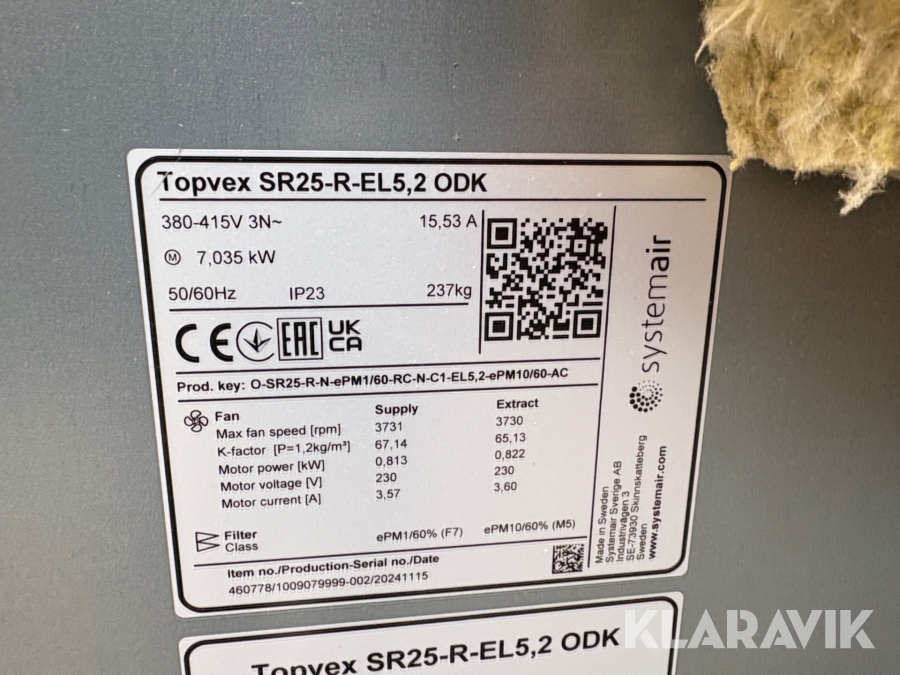 Topvex SR25-R-EL5,2 ODK
380-415V 3N~ 15,53 A
M 7,035 kW
50/60Hz IP23 237kg
CE EAC UK CA
Prod. key: O-SR25-R-N-ePM1/60-RC-N-C1-EL5,2-ePM10/60-AC
Fan Supply Extract
Max fan speed [rpm] 3731 3730
K-factor [P=1,2kg/m³] 67,14 65,13
Motor power [kW] 0,813 0,822
Motor voltage [V] 230 230
Motor current [A] 3,57 3,60
Filter
Class ePM1/60% (F7) ePM10/60% (M5)
Item no./Production-Serial no./Date
460778/1009079999-002/20241115
systemair
Made in Sweden
Systemair Sverige AB
Industrivägen 3
SE-73930 Skinnskatteberg
Sweden
www.systemair.com
Topvex SR25-R-EL5,2 ODK
KLARAVIK